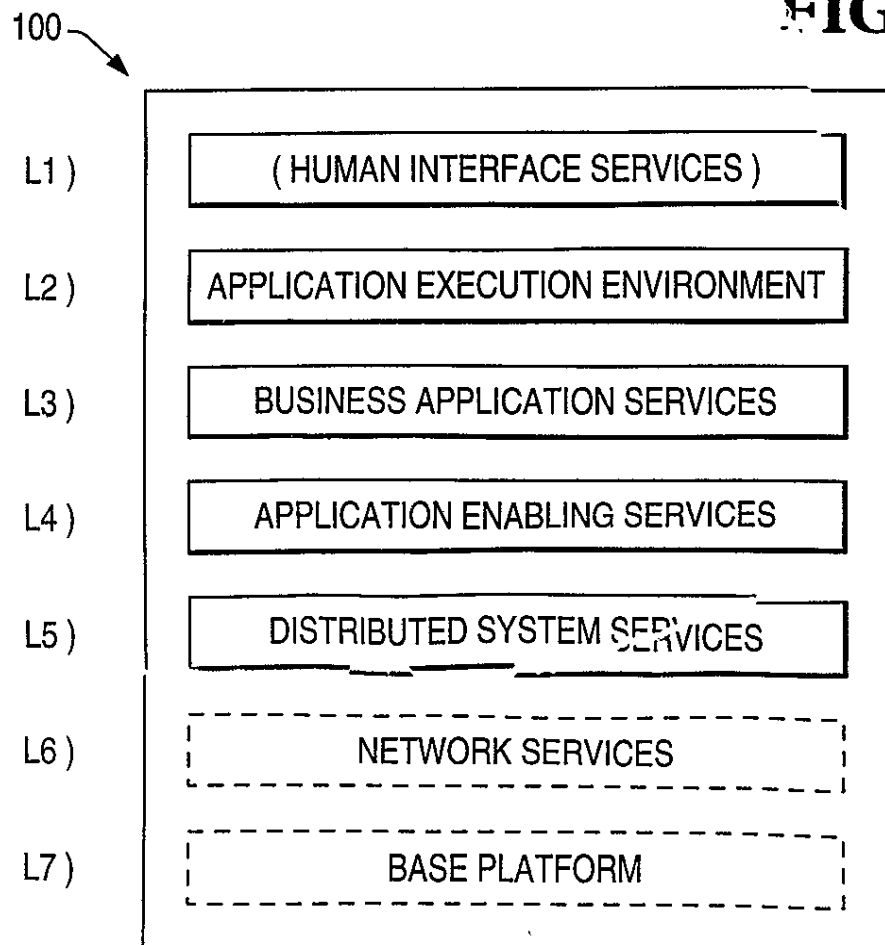 FIG
100
L1 ) ( HUMAN INTERFACE SERVICES )
L2 ) APPLICATION EXECUTION ENVIRONMENT
L3 ) BUSINESS APPLICATION SERVICES
L4 ) APPLICATION ENABLING SERVICES
L5 ) DISTRIBUTED SYSTEM SERVICES
L6 ) NETWORK SERVICES
L7 ) BASE PLATFORM